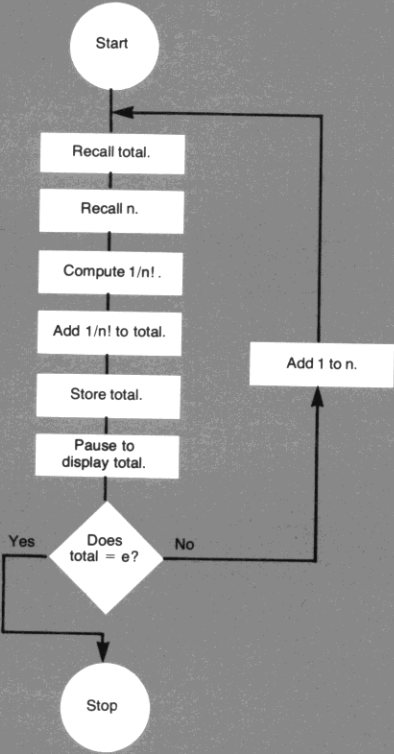 Start
Recall total.
Recall n.
Compute 1/n! .
Add 1/n! to total.
Store total.
Pause to
display total.
Does
total = e?
Yes
No
Add 1 to n.
Stop